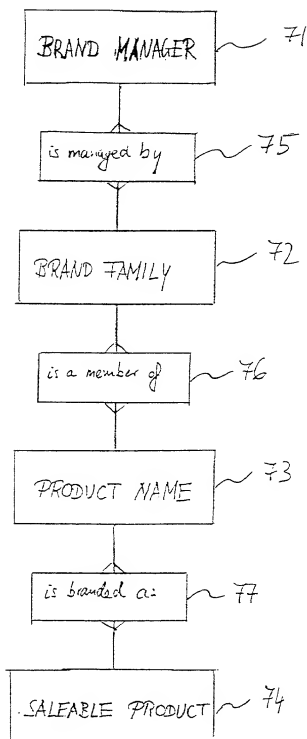 BRAND MANAGER
71
is managed by
75
BRAND FAMILY
72
is a member of
76
PRODUCT NAME
73
is branded as
77
SALEABLE PRODUCT
74